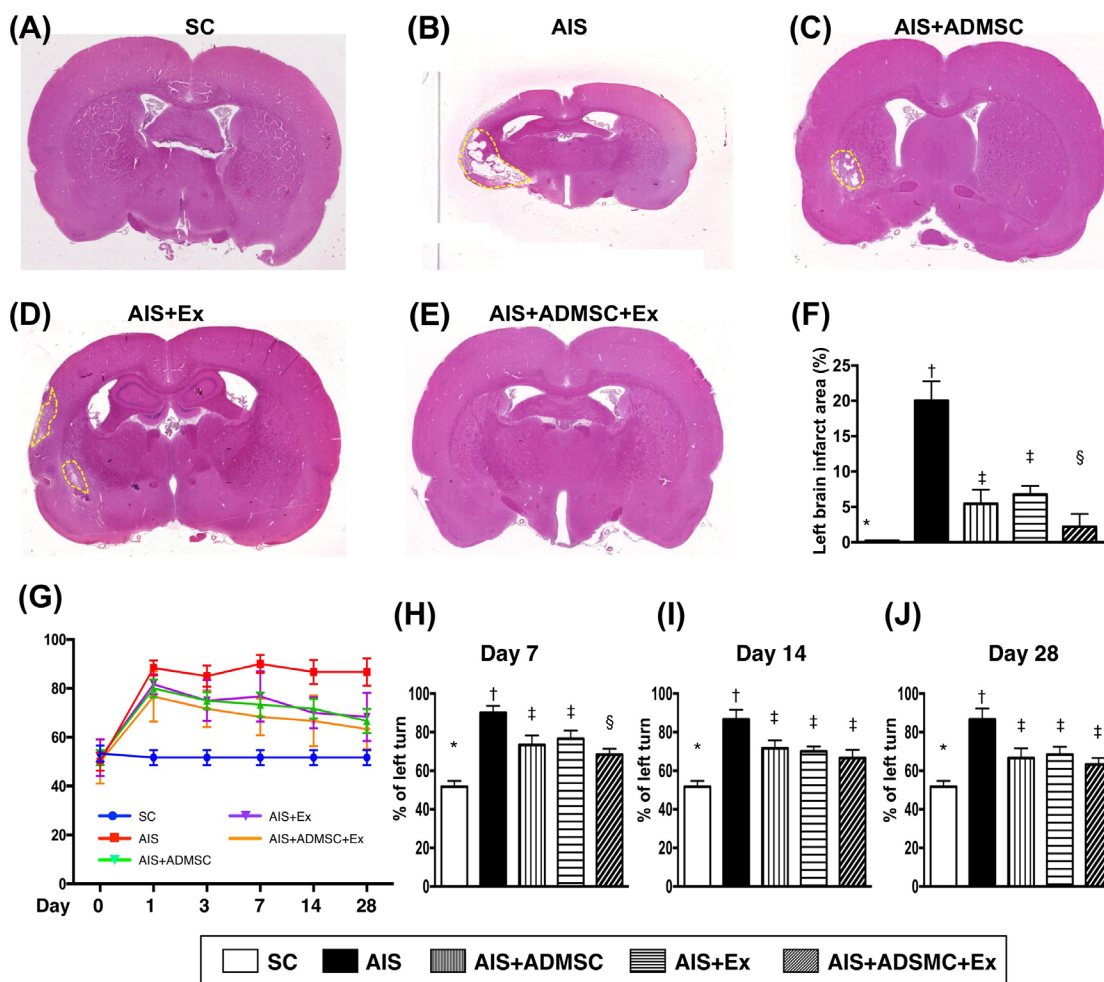 (A) SC
(B) AIS
(C) AIS+ADMSC
(D) AIS+Ex
(E) AIS+ADMSC+Ex
(F)
Left brain infarct area (%)
25
20
15
10
5
0
*
†
‡
‡
§
(G)
100
80
60
40
20
0
Day 0 1 3 7 14 28
SC
AIS
AIS+ADMSC
AIS+Ex
AIS+ADMSC+Ex
(H)
Day 7
% of left turn
100
80
60
40
20
0
*
†
‡
‡
§
(I)
Day 14
% of left turn
100
80
60
40
20
0
*
†
‡
‡
‡
(J)
Day 28
% of left turn
100
80
60
40
20
0
*
†
‡
‡
‡
SC AIS AIS+ADMSC AIS+Ex AIS+ADSMC+Ex